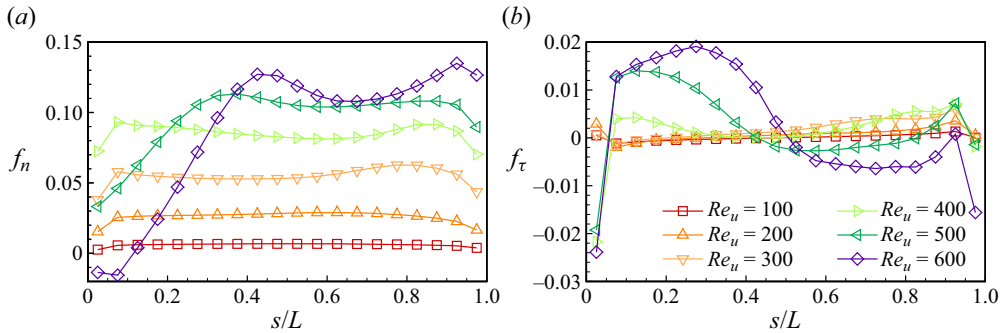 (a)
0.15
0.10
f_n
0.05
0
0 0.2 0.4 0.6 0.8 1.0
s/L
(b)
0.02
0.01
0
f_τ
–0.01
–0.02
–0.03
Re_u = 100 Re_u = 400
Re_u = 200 Re_u = 500
Re_u = 300 Re_u = 600
0 0.2 0.4 0.6 0.8 1.0
s/L